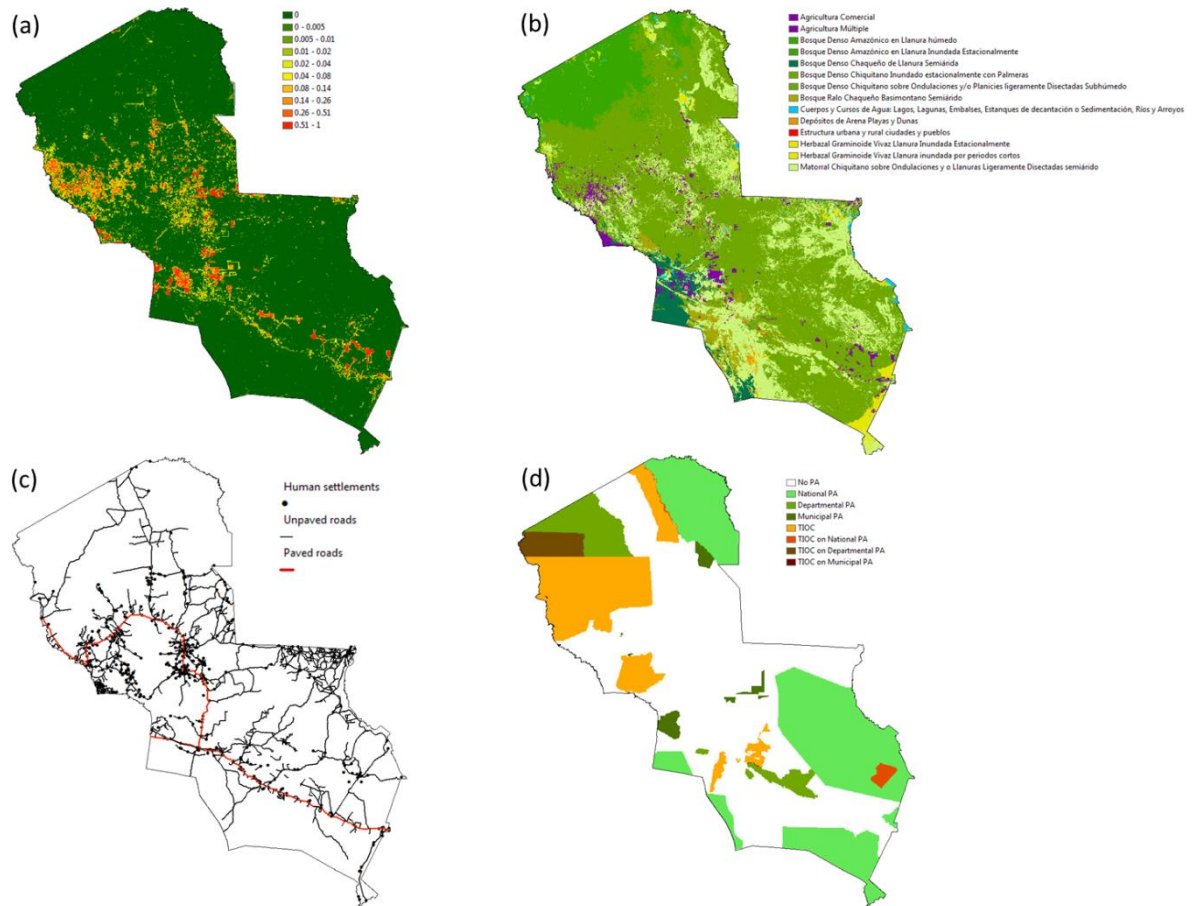 (a)
0
0 - 0.005
0.005 - 0.01
0.01 - 0.02
0.02 - 0.04
0.04 - 0.08
0.08 - 0.14
0.14 - 0.26
0.26 - 0.51
0.51 - 1
(b)
Agricultura Comercial
Agricultura Múltiple
Bosque Denso Amazónico en Llanura húmedo
Bosque Denso Amazónico en Llanura Inundada Estacionalmente
Bosque Denso Chaqueño de Llanura Semiárida
Bosque Denso Chiquitano Inundado estacionalmente con Palmeras
Bosque Denso Chiquitano sobre Ondulaciones y/o Planicies ligeramente Disectadas Subhúmedo
Bosque Ralo Chaqueño Basimontano Semiárido
Cuerpos y Cursos de Agua: Lagos, Lagunas, Embalses, Estanques de decantación o Sedimentación, Ríos y Arroyos
Depósitos de Arena Playas y Dunas
Estructura urbana y rural ciudades y pueblos
Herbazal Graminoide Vivaz Llanura Inundada Estacionalmente
Herbazal Graminoide Vivaz Llanura inundada por periodos cortos
Matorral Chiquitano sobre Ondulaciones y o Llanuras Ligeramente Disectadas semiárido
(c)
Human settlements
Unpaved roads
Paved roads
(d)
No PA
National PA
Departmental PA
Municipal PA
TIOC
TIOC on National PA
TIOC on Departmental PA
TIOC on Municipal PA